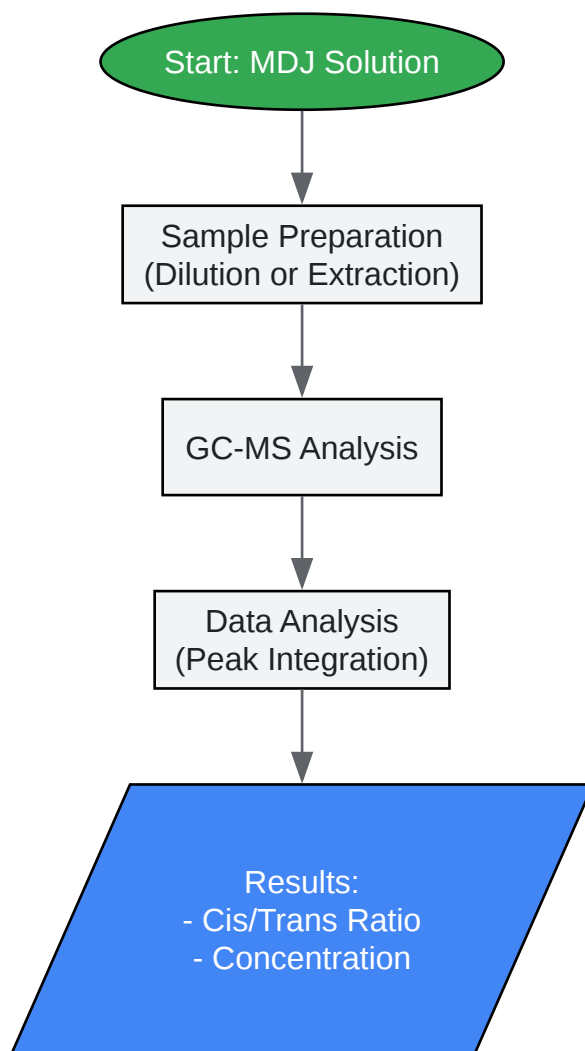 Start: MDJ Solution
Sample Preparation
(Dilution or Extraction)
GC-MS Analysis
Data Analysis
(Peak Integration)
Results:
- Cis/Trans Ratio
- Concentration